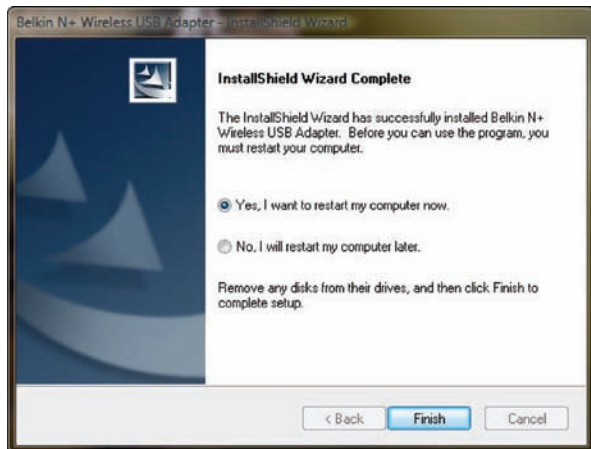 Belkin N+ Wireless USB Adapter - InstallShield Wizard
InstallShield Wizard Complete
The InstallShield Wizard has successfully installed Belkin N+
Wireless USB Adapter. Before you can use the program, you
must restart your computer.
Yes, I want to restart my computer now.
No, I will restart my computer later.
Remove any disks from their drives, and then click Finish to
complete setup.
< Back
Finish
Cancel